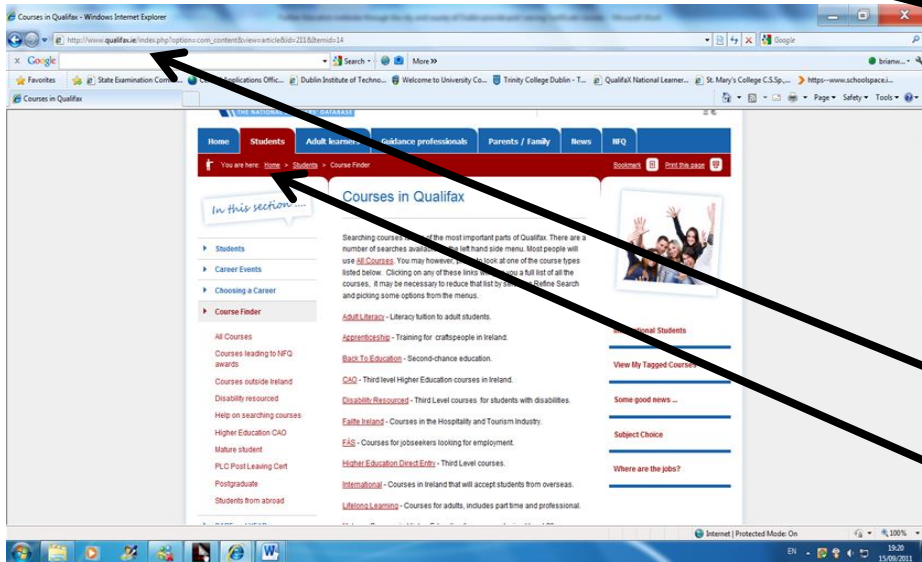 Courses in Qualifax - Windows Internet Explorer
http://www.qualifax.ie/index.php?option=com_content&view=article&id=211&Itemid=14
Google
x Google
Search
More »
brianw...
Favorites
State Examination Com...
Applications Offic...
Dublin Institute of Techno...
Welcome to University Co...
Trinity College Dublin - T...
QualifaX National Learner...
St. Mary's College C.S.Sp,...
https--www.schoolspace.i...
Courses in Qualifax
Page Safety Tools
THE NATIONAL DATABASE
Home Students Adult learners Guidance professionals Parents / Family News NFQ
You are here: Home > Students > Course Finder
Bookmark Print this page
In this section ....
Students
Career Events
Choosing a Career
Course Finder
All Courses
Courses leading to NFQ
awards
Courses outside Ireland
Disability resourced
Help on searching courses
Higher Education CAO
Mature student
PLC Post Leaving Cert
Postgraduate
Students from abroad
Courses in Qualifax
Searching courses of the most important parts of Qualifax. There are a
number of searches the left hand side menu. Most people will
use All Courses. You may however, look at one of the course types
listed below. Clicking on any of these links you a full list of all the
courses, it may be necessary to reduce that list by Refine Search
and picking some options from the menus.
Adult Literacy - Literacy tuition to adult students.
Apprenticeship - Training for craftspeople in Ireland.
Back To Education - Second-chance education.
CAO - Third level Higher Education courses in Ireland.
Disability Resourced - Third Level courses for students with disabilities.
Failte Ireland - Courses in the Hospitality and Tourism Industry.
FÁS - Courses for jobseekers looking for employment.
Higher Education Direct Entry - Third Level courses.
International - Courses in Ireland that will accept students from overseas.
Lifelong Learning - Courses for adults, includes part time and professional.
Students
View My Tagged Courses
Some good news ...
Subject Choice
Where are the jobs?
Internet | Protected Mode: On
100%
EN
19:20
15/09/2011